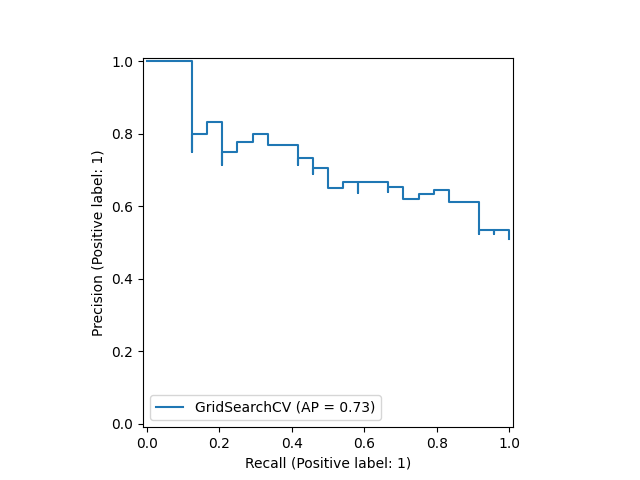 1.0
0.8
0.6
0.4
0.2
0.0
Precision (Positive label: 1)
GridSearchCV (AP = 0.73)
0.0 0.2 0.4 0.6 0.8 1.0
Recall (Positive label: 1)